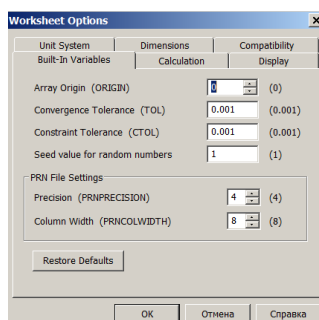 Worksheet Options
Unit System Dimensions Compatibility
Built-In Variables Calculation Display
Array Origin (ORIGIN) 0 (0)
Convergence Tolerance (TOL) 0.001 (0.001)
Constraint Tolerance (CTOL) 0.001 (0.001)
Seed value for random numbers 1 (1)
PRN File Settings
Precision (PRNPRECISION) 4 (4)
Column Width (PRNCOLWIDTH) 8 (8)
Restore Defaults
OK Отмена Справка